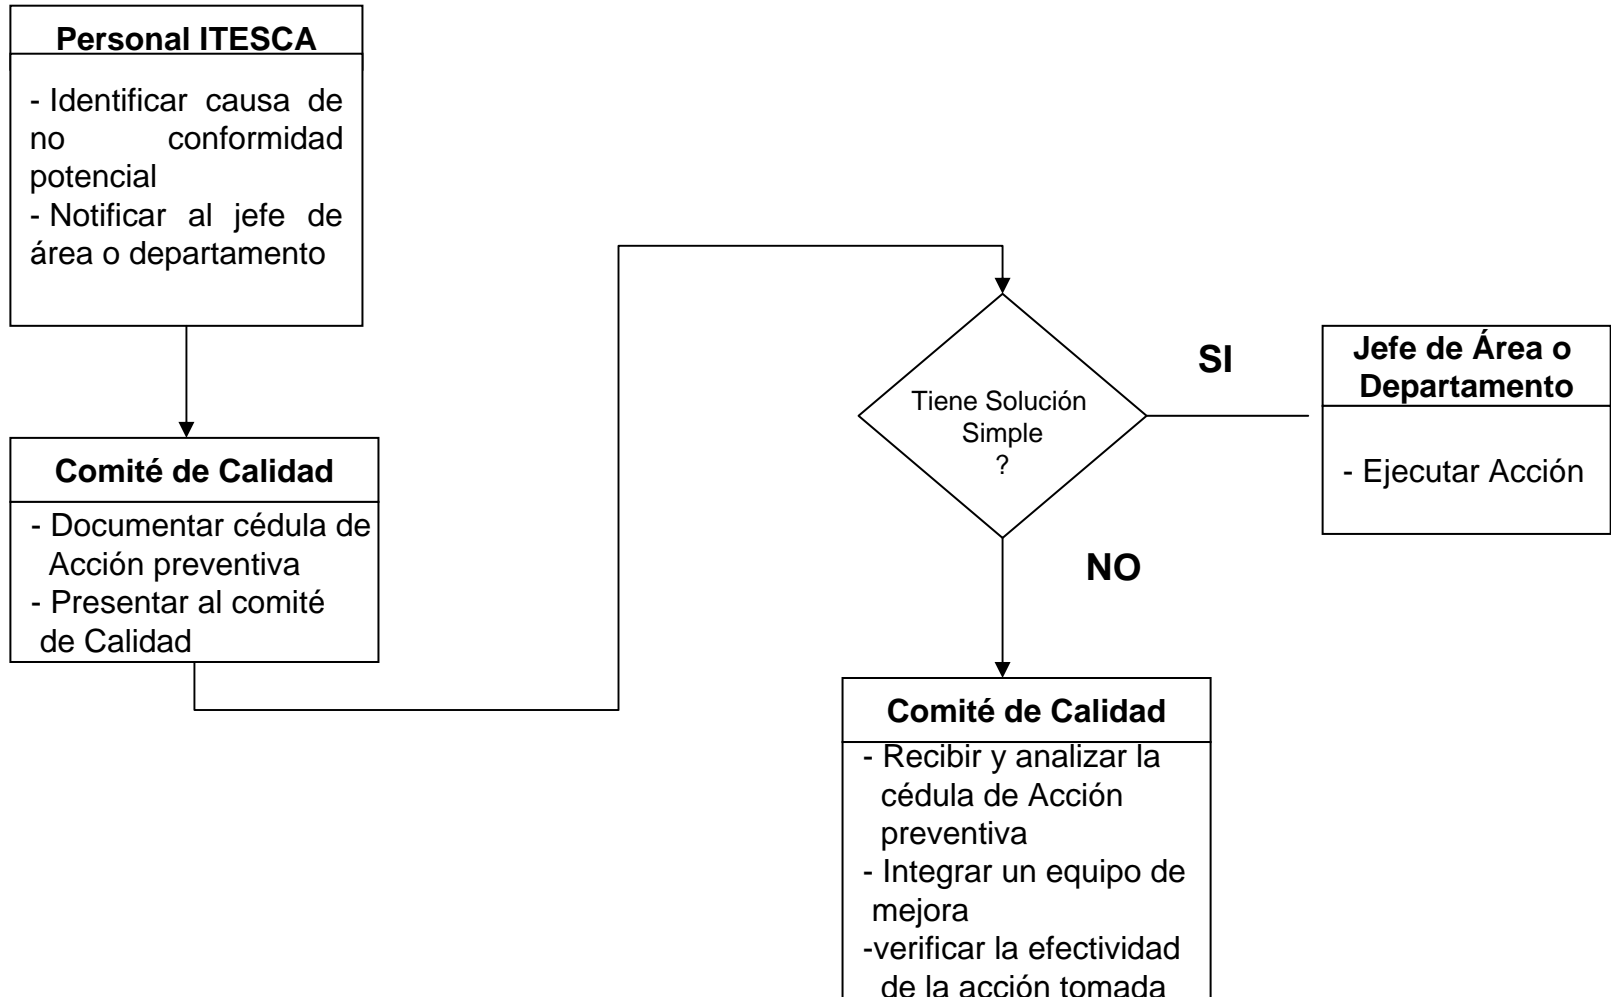 Personal ITESCA
- Identificar causa de
no conformidad
potencial
- Notificar al jefe de
área o departamento
Comité de Calidad
- Documentar cédula de
Acción preventiva
- Presentar al comité
de Calidad
Tiene Solución
Simple
?
SI
Jefe de Área o
Departamento
- Ejecutar Acción
NO
Comité de Calidad
- Recibir y analizar la
cédula de Acción
preventiva
- Integrar un equipo de
mejora
-verificar la efectividad
de la acción tomada